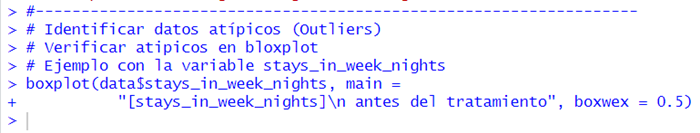 > #-----------------------------------------------------------------
> # Identificar datos atípicos (Outliers)
> # Verificar atipicos en bloxplot
> # Ejemplo con la variable stays_in_week_nights
> boxplot(data$stays_in_week_nights, main =
+         "[stays_in_week_nights]\n antes del tratamiento", boxwex = 0.5)
>